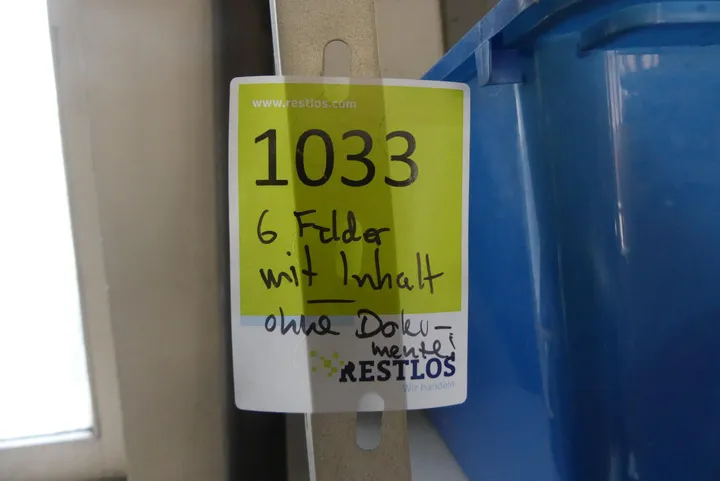 www.restlos.com
1033
6 Felder
mit Inhalt
ohne Doku-
mente!
RESTLOS
Wir handeln